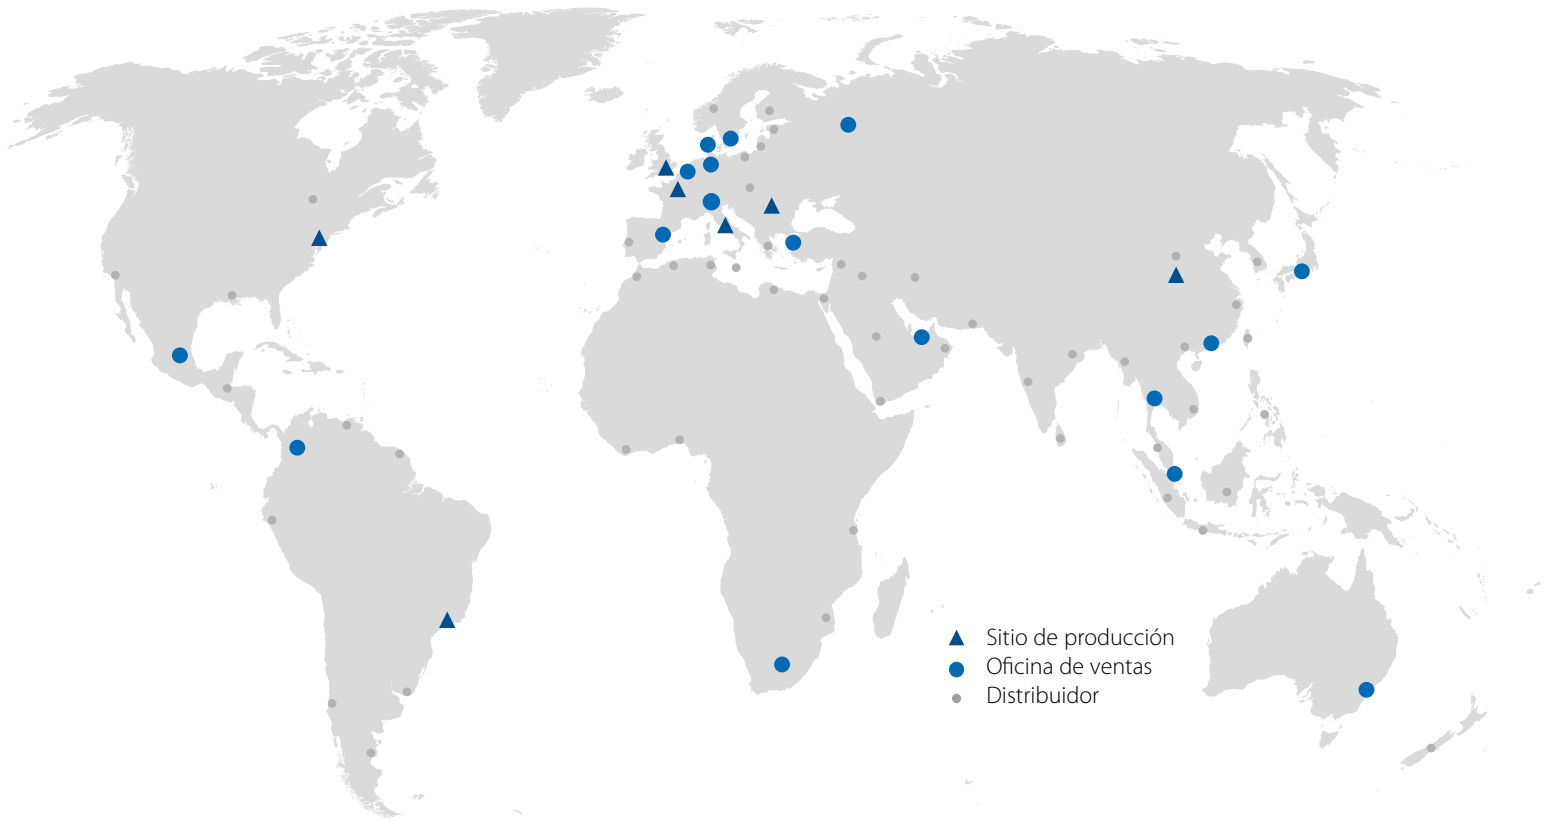 Sitio de producción
Oficina de ventas
Distribuidor